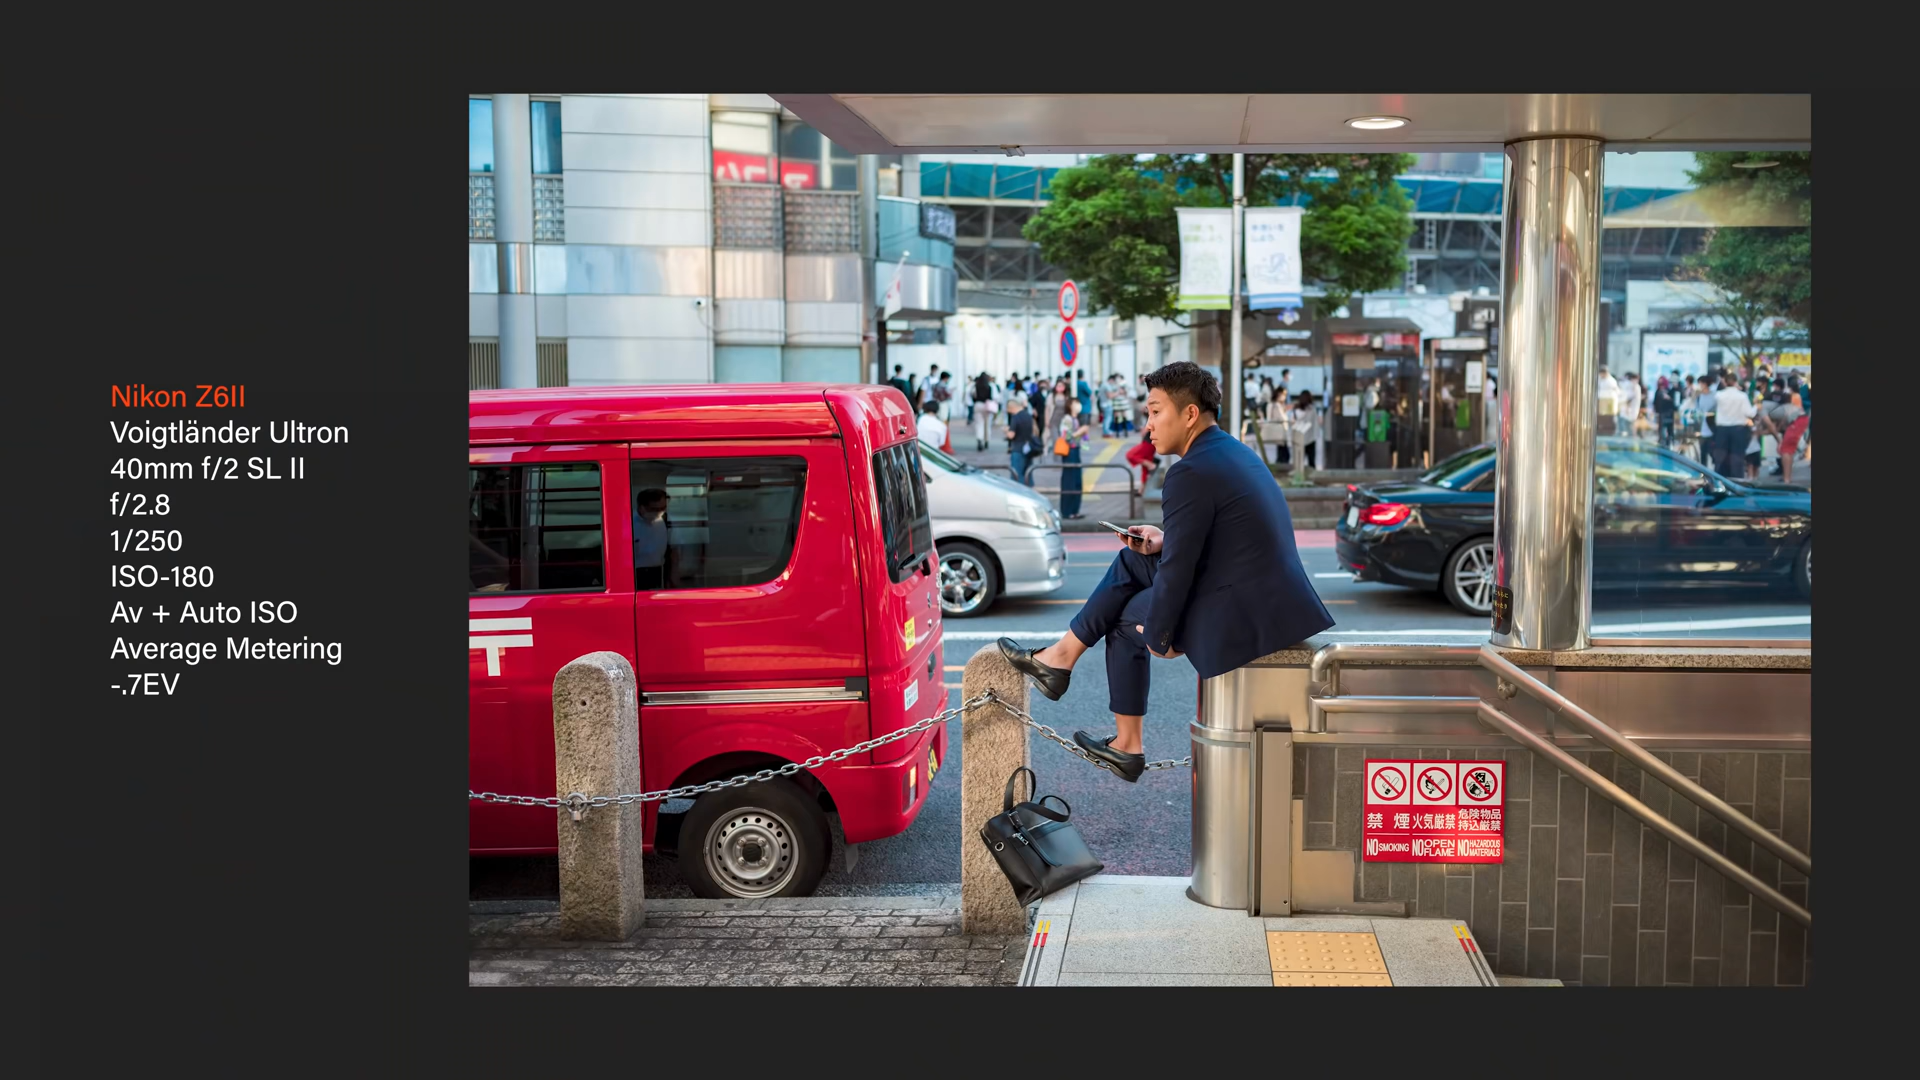 Nikon Z6II
Voigtländer Ultron
40mm f/2 SL II
f/2.8
1/250
ISO-180
Av + Auto ISO
Average Metering
-.7EV
禁煙 火気厳禁 危険物品
持込厳禁
NO SMOKING NO OPEN FLAME NO HAZARDOUS MATERIALS